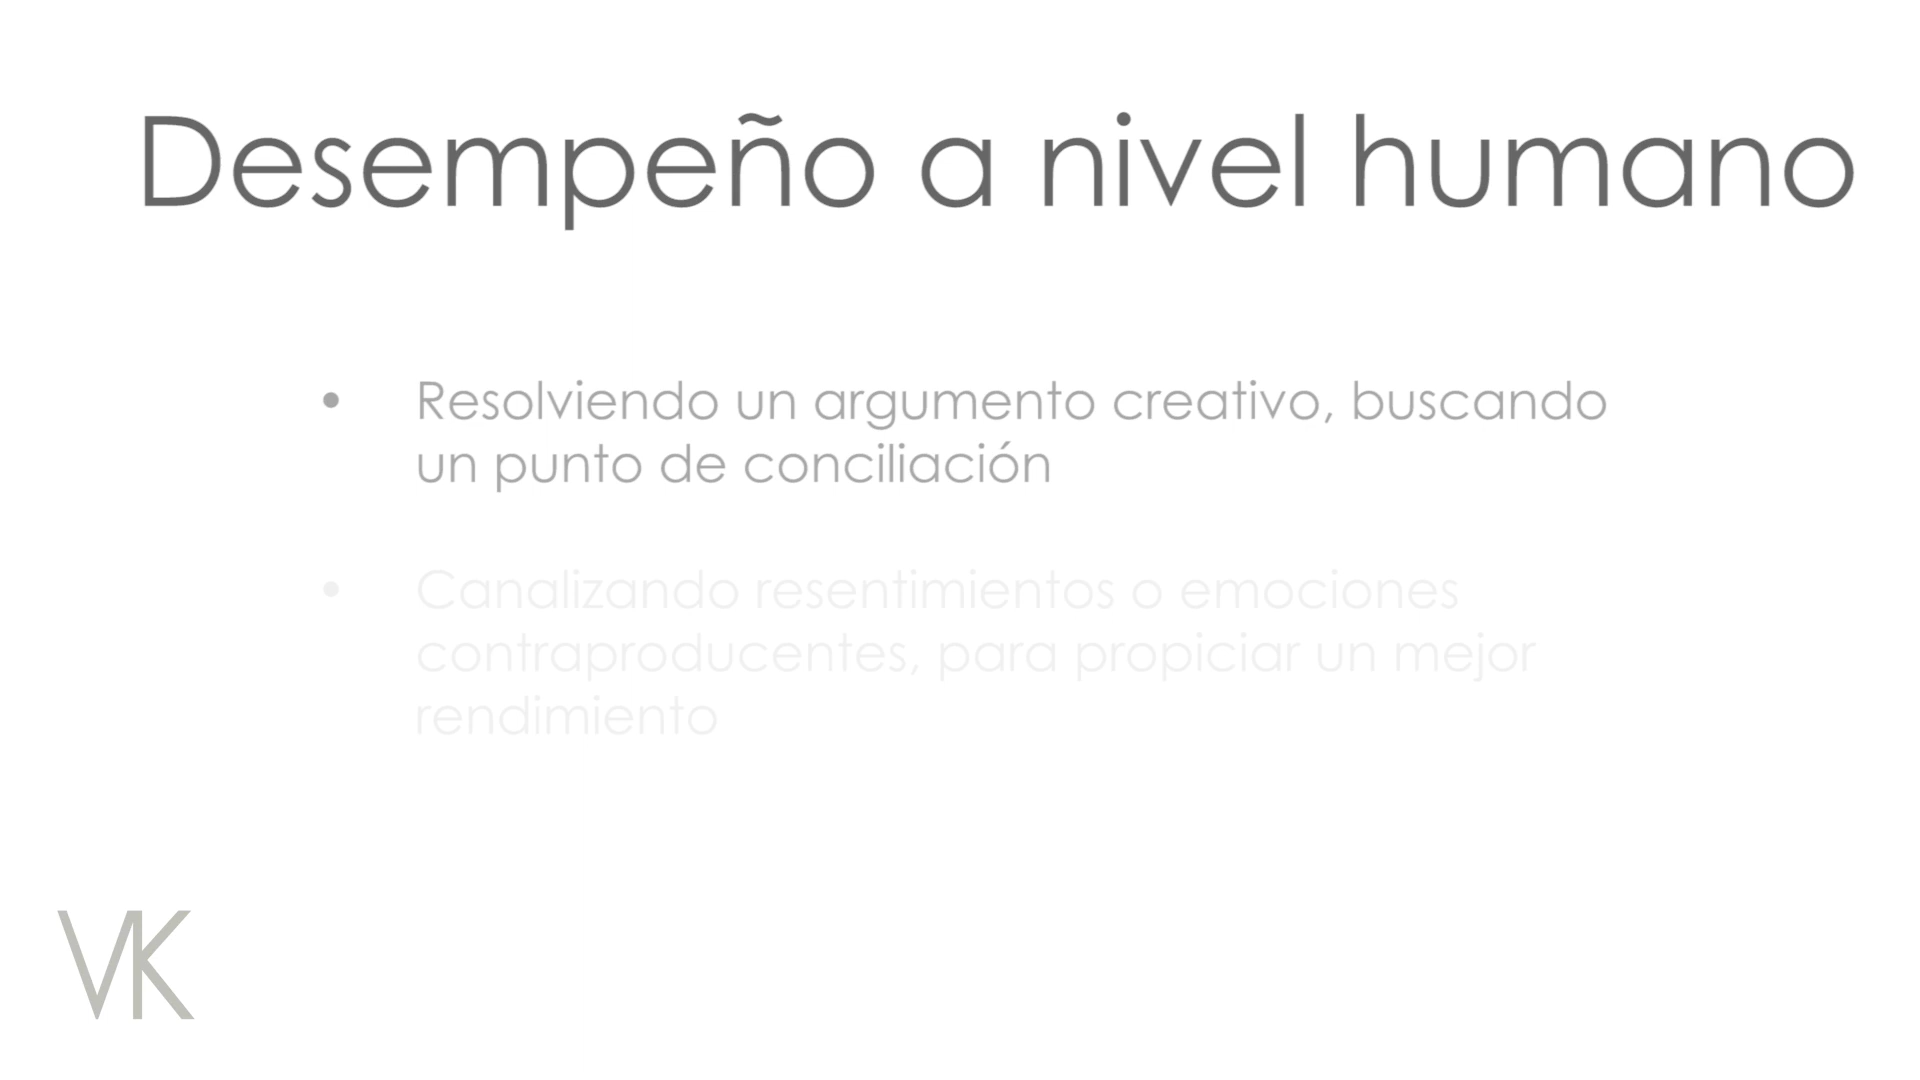 Desempeño a nivel humano
• Resolviendo un argumento creativo, buscando
un punto de conciliación
• Canalizando resentimientos o emociones
contraproducentes, para propiciar un mejor
rendimiento
VK